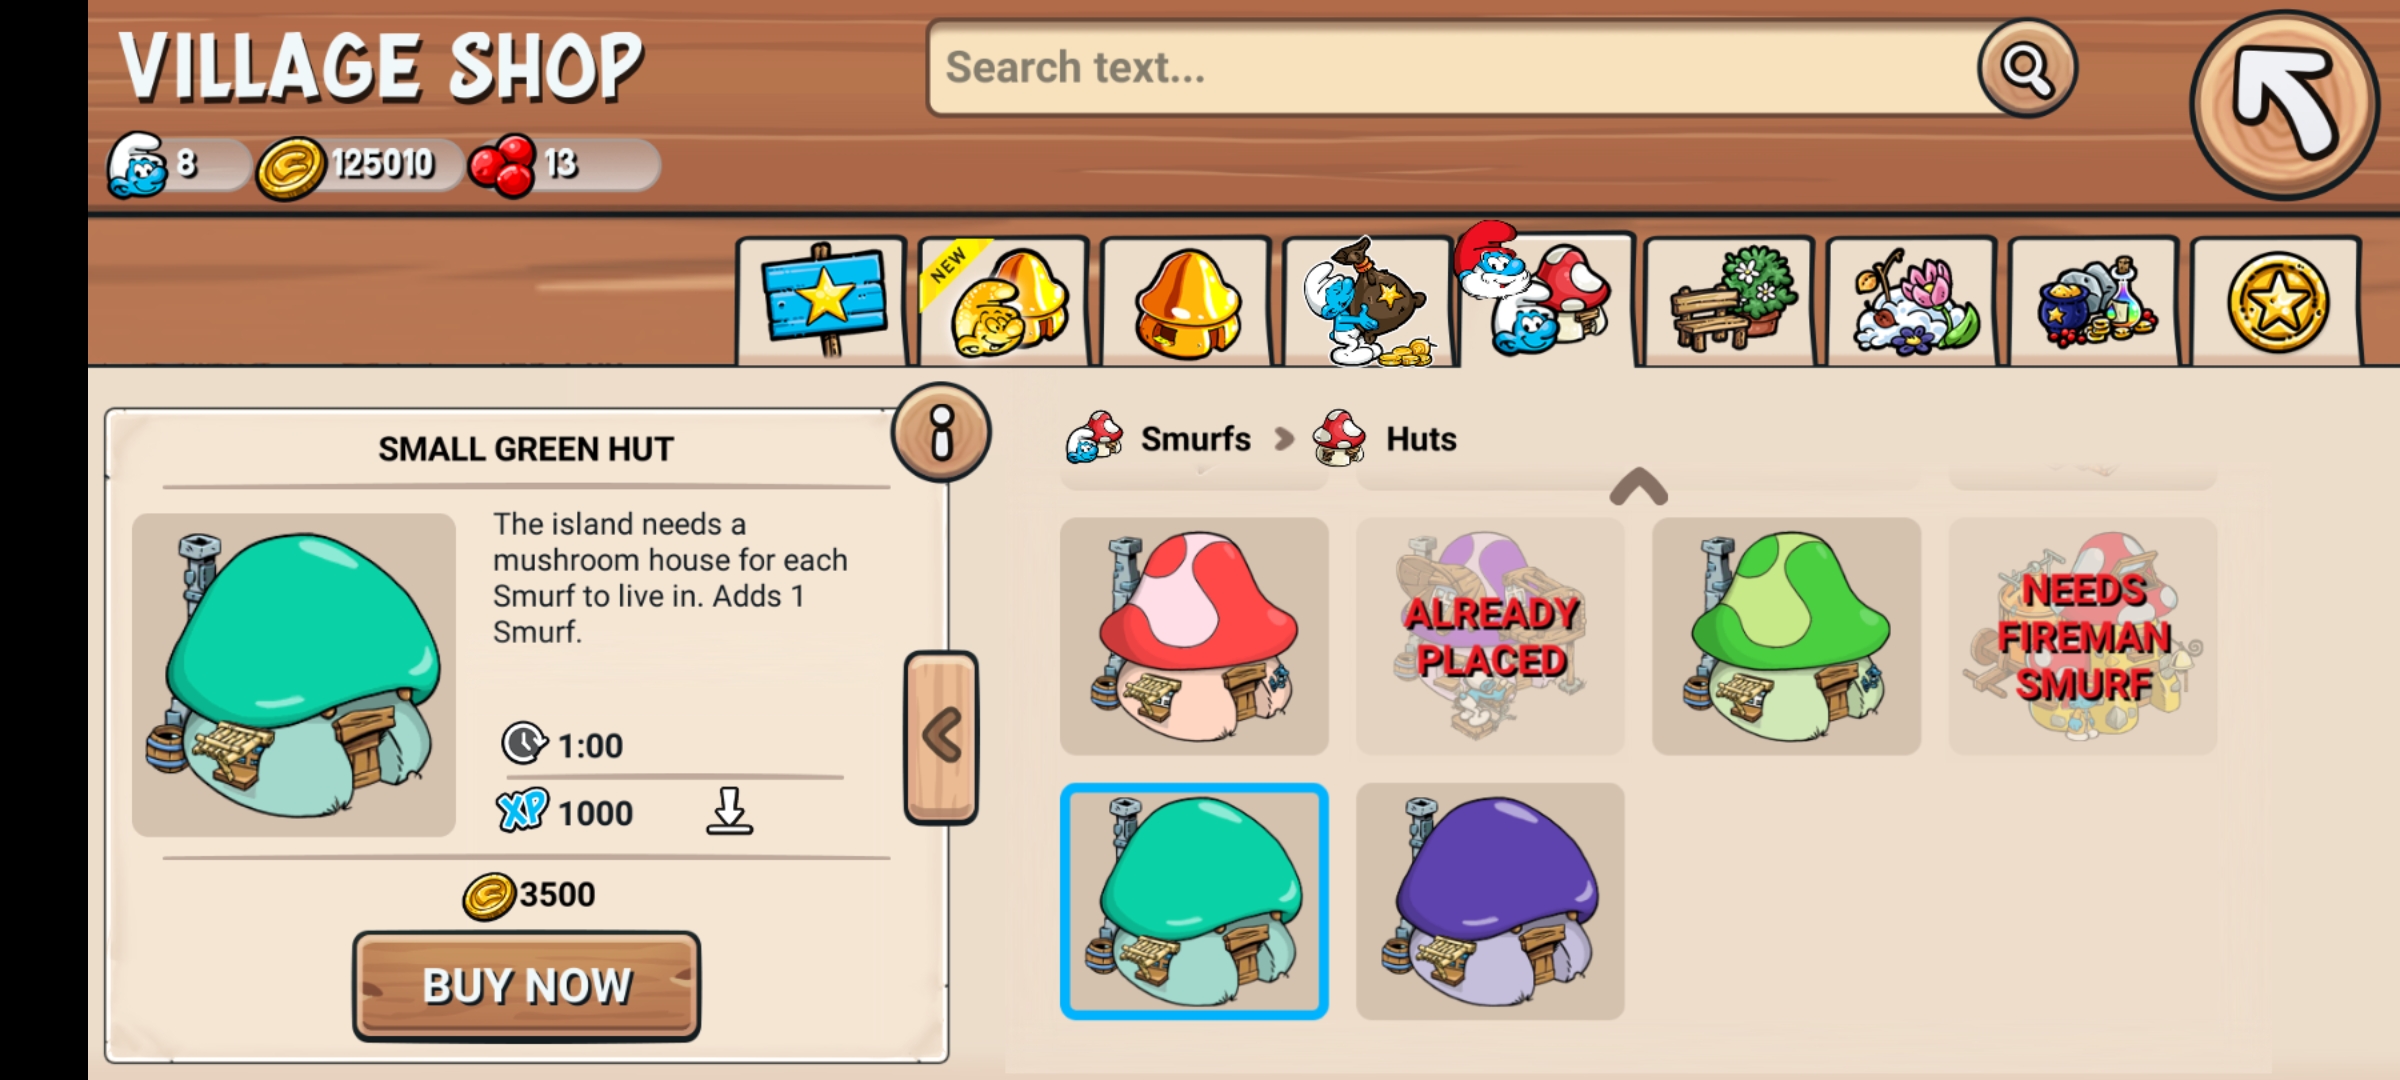 VILLAGE SHOP
Search text...
8
125010
13
NEW
SMALL GREEN HUT
The island needs a
mushroom house for each
Smurf to live in. Adds 1
Smurf.
1:00
XP 1000
3500
BUY NOW
Smurfs
Huts
ALREADY
PLACED
NEEDS
FIREMAN
SMURF